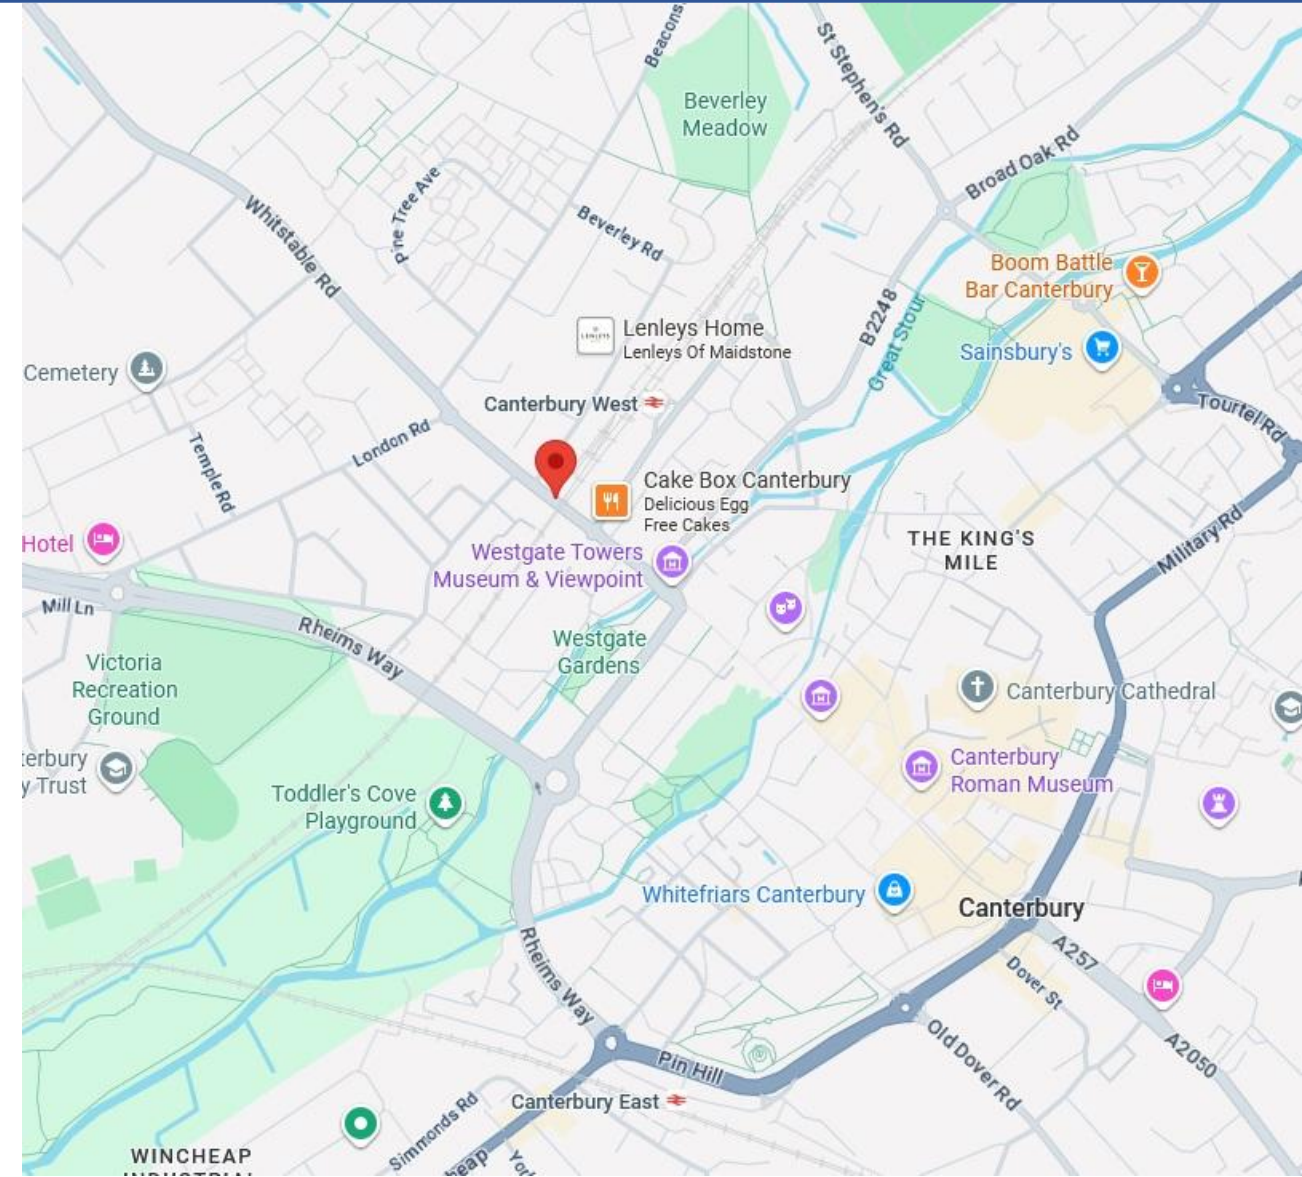 Beacons
St Stephen's Rd
Beverley
Meadow
Broad Oak Rd
Pine Tree Ave
Whitstable Rd
Beverley Rd
Boom Battle
Bar Canterbury
B2248
Great Stour
LENLEYS
Lenleys Home
Lenleys Of Maidstone
Sainsbury's
Cemetery
Canterbury West
Tourtel Rd
London Rd
Temple Rd
Cake Box Canterbury
Delicious Egg
Free Cakes
Hotel
THE KING'S
MILE
Military Rd
Westgate Towers
Museum & Viewpoint
Mill Ln
Rheims Way
Westgate
Gardens
Victoria
Recreation
Ground
Canterbury Cathedral
terbury
y Trust
Canterbury
Roman Museum
Toddler's Cove
Playground
Whitefriars Canterbury
Canterbury
A257
Rheims Way
Dover St
Old Dover Rd
A2050
Pin Hill
Canterbury East
Simmonds Rd
WINCHEAP
heap